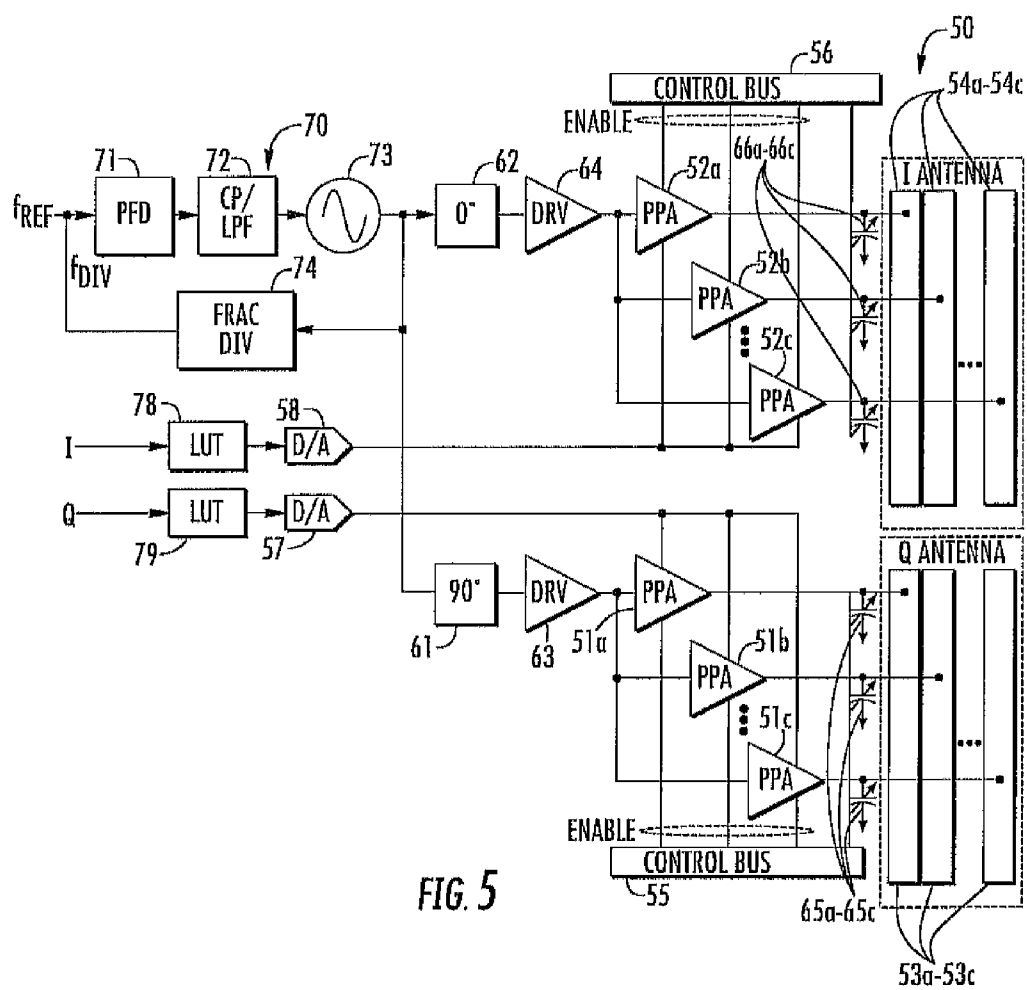 50
56
CONTROL BUS
54a-54c
ENABLE
70
71
72
73
62
64
52a
66a-66c
I ANTENNA
fREF
PFD
CP/
LPF
0°
DRV
PPA
fDIV
74
52b
FRAC
DIV
PPA
52c
PPA
78
58
I
LUT
D/A
Q
LUT
D/A
79
57
Q ANTENNA
90°
DRV
PPA
61
63
51a
51b
PPA
51c
PPA
ENABLE
CONTROL BUS
55
65a-65c
FIG. 5
53a-53c